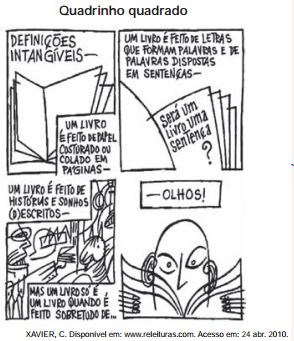 Quadrinho quadrado
DEFINIÇÕES
INTANGÍVEIS—
UM LIVRO
É FEITO DE PAPEL
COSTURADO OU
COLADO EM
PÁGINAS—
UM LIVRO É FEITO DE LETRAS
QUE FORMAM PALAVRAS E DE
PALAVRAS DISPOSTAS
EM SENTENÇAS—
Será um
livro uma
sentença
?
UM LIVRO É FEITO DE
HISTÓRIAS E SONHOS
(D)ESCRITOS—
MAS UM LIVRO SÓ É
UM LIVRO QUANDO É
FEITO SOBRETUDO DE...
—OLHOS!
XAVIER, C. Disponível em: www.releituras.com. Acesso em: 24 abr. 2010.